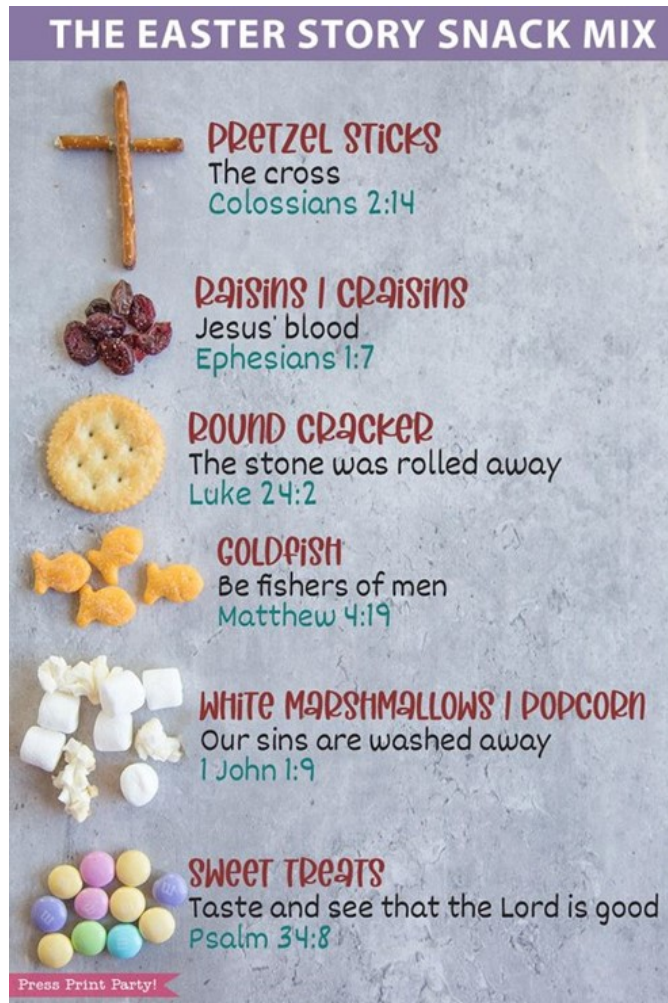 THE EASTER STORY SNACK MIX
PRETZEL STICKS
The cross
Colossians 2:14
RAISINS | CRAISINS
Jesus' blood
Ephesians 1:7
ROUND CRACKER
The stone was rolled away
Luke 24:2
GOLDFISH
Be fishers of men
Matthew 4:19
WHITE MARSHMALLOWS | POPCORN
Our sins are washed away
1 John 1:9
SWEET TREATS
Taste and see that the Lord is good
Psalm 34:8
Press Print Party!